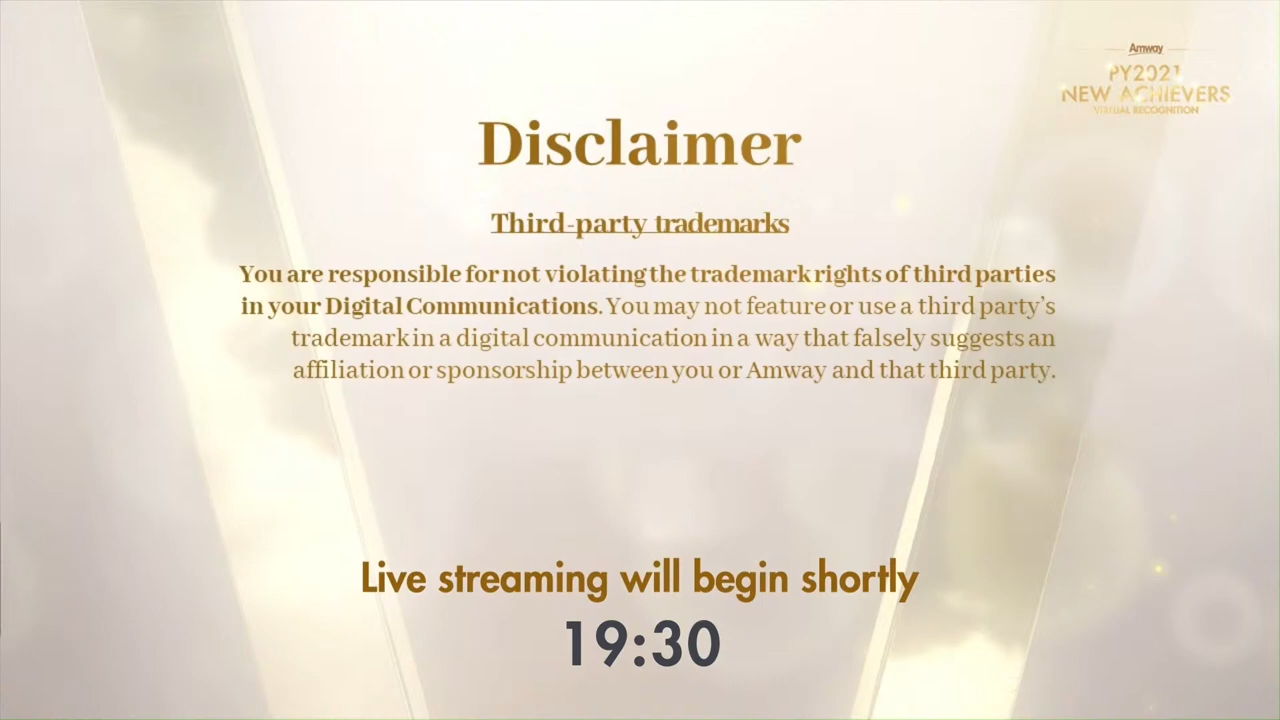 Amway
PY2021
NEW ACHIEVERS
VIRTUAL RECOGNITION
Disclaimer
Third-party trademarks
You are responsible for not violating the trademark rights of third parties
in your Digital Communications. You may not feature or use a third party’s
trademark in a digital communication in a way that falsely suggests an
affiliation or sponsorship between you or Amway and that third party.
Live streaming will begin shortly
19:30